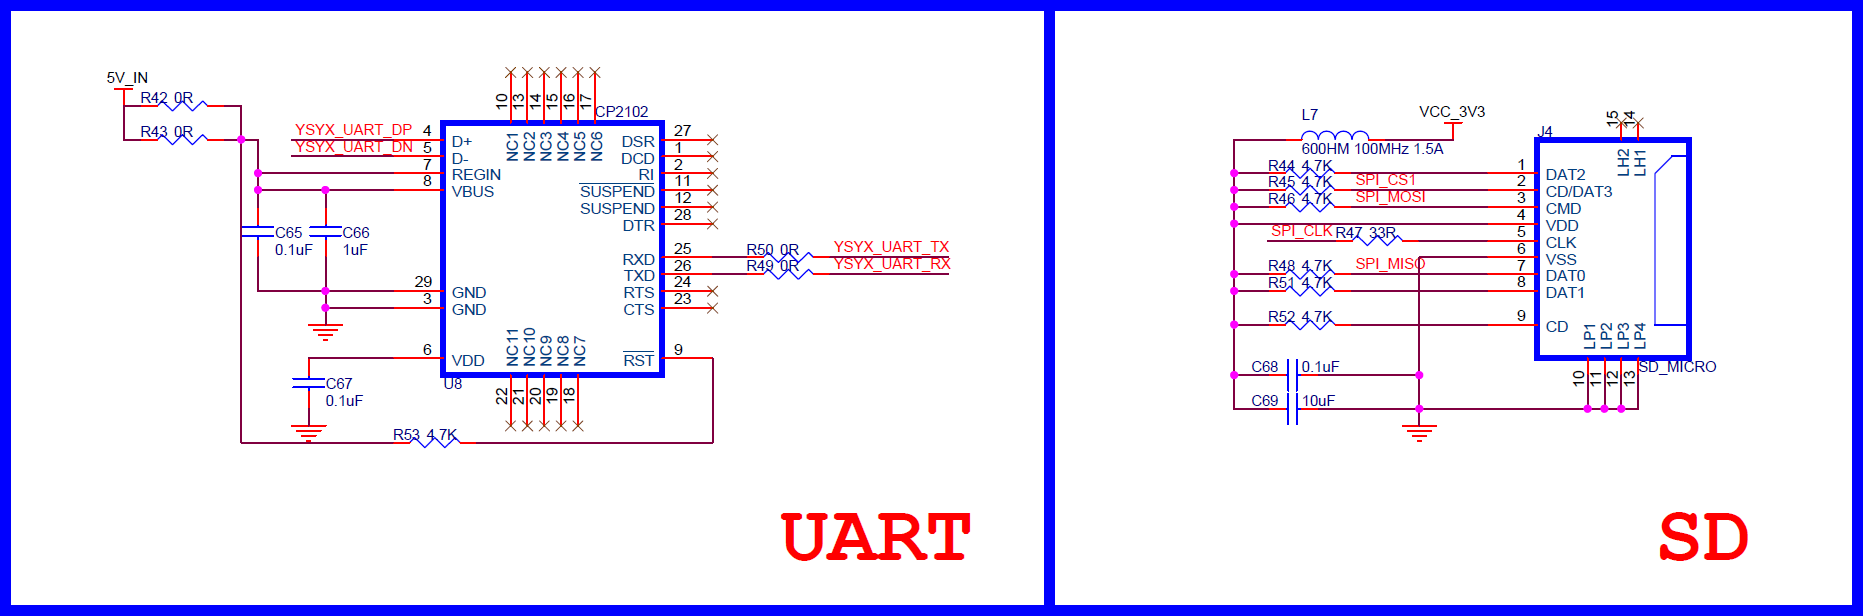 5V_IN
R42 0R
R43 0R
YSYX_UART_DP
YSYX_UART_DN
4
5
7
8
29
3
6
D+
D-
REGIN
VBUS
GND
GND
VDD
C65
0.1uF
C66
1uF
C67
0.1uF
10
13
14
15
16
17
NC1
NC2
NC3
NC4
NC5
NC6
CP2102
DSR
DCD
RI
SUSPEND
SUSPEND
DTR
RXD
TXD
RTS
CTS
RST
27
1
2
11
12
28
25
26
24
23
9
R50 0R
R49 0R
YSYX_UART_TX
YSYX_UART_RX
NC11
NC10
NC9
NC8
NC7
22
21
20
19
18
U8
R53 4.7K
UART
L7
600HM 100MHz 1.5A
VCC_3V3
R44 4.7K
R45 4.7K
R46 4.7K
SPI_CS1
SPI_MOSI
SPI_CLK
R47 33R
R48 4.7K
SPI_MISO
R51 4.7K
R52 4.7K
C68
0.1uF
C69
10uF
J4
15
14
LH2
LH1
1
2
3
4
5
6
7
8
9
DAT2
CD/DAT3
CMD
VDD
CLK
VSS
DAT0
DAT1
CD
LP1
LP2
LP3
LP4
10
11
12
13
SD_MICRO
SD